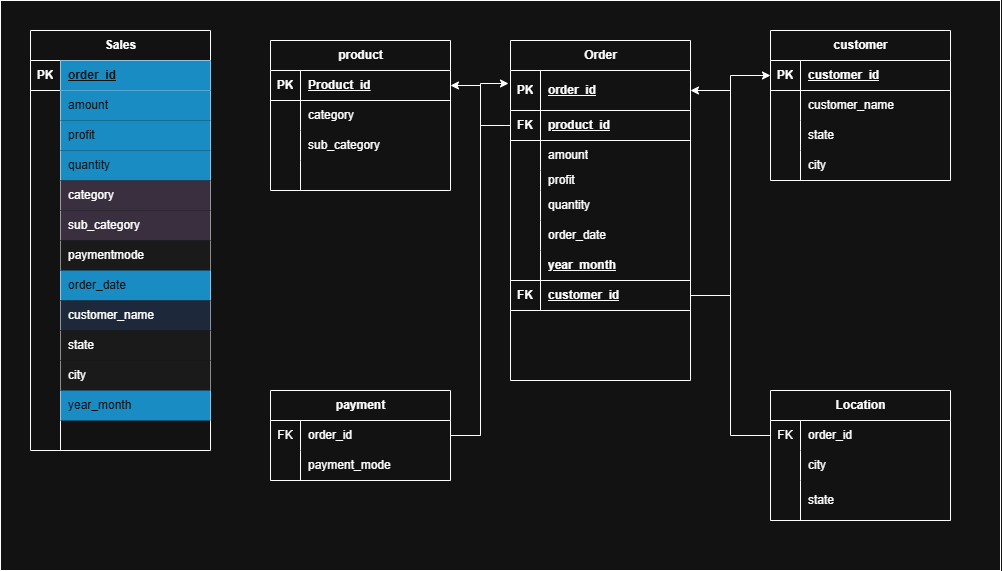 Sales
PK order_id
amount
profit
quantity
category
sub_category
paymentmode
order_date
customer_name
state
city
year_month
product
PK Product_id
category
sub_category
Order
PK order_id
FK product_id
amount
profit
quantity
order_date
year_month
FK customer_id
customer
PK customer_id
customer_name
state
city
payment
FK order_id
payment_mode
Location
FK order_id
city
state